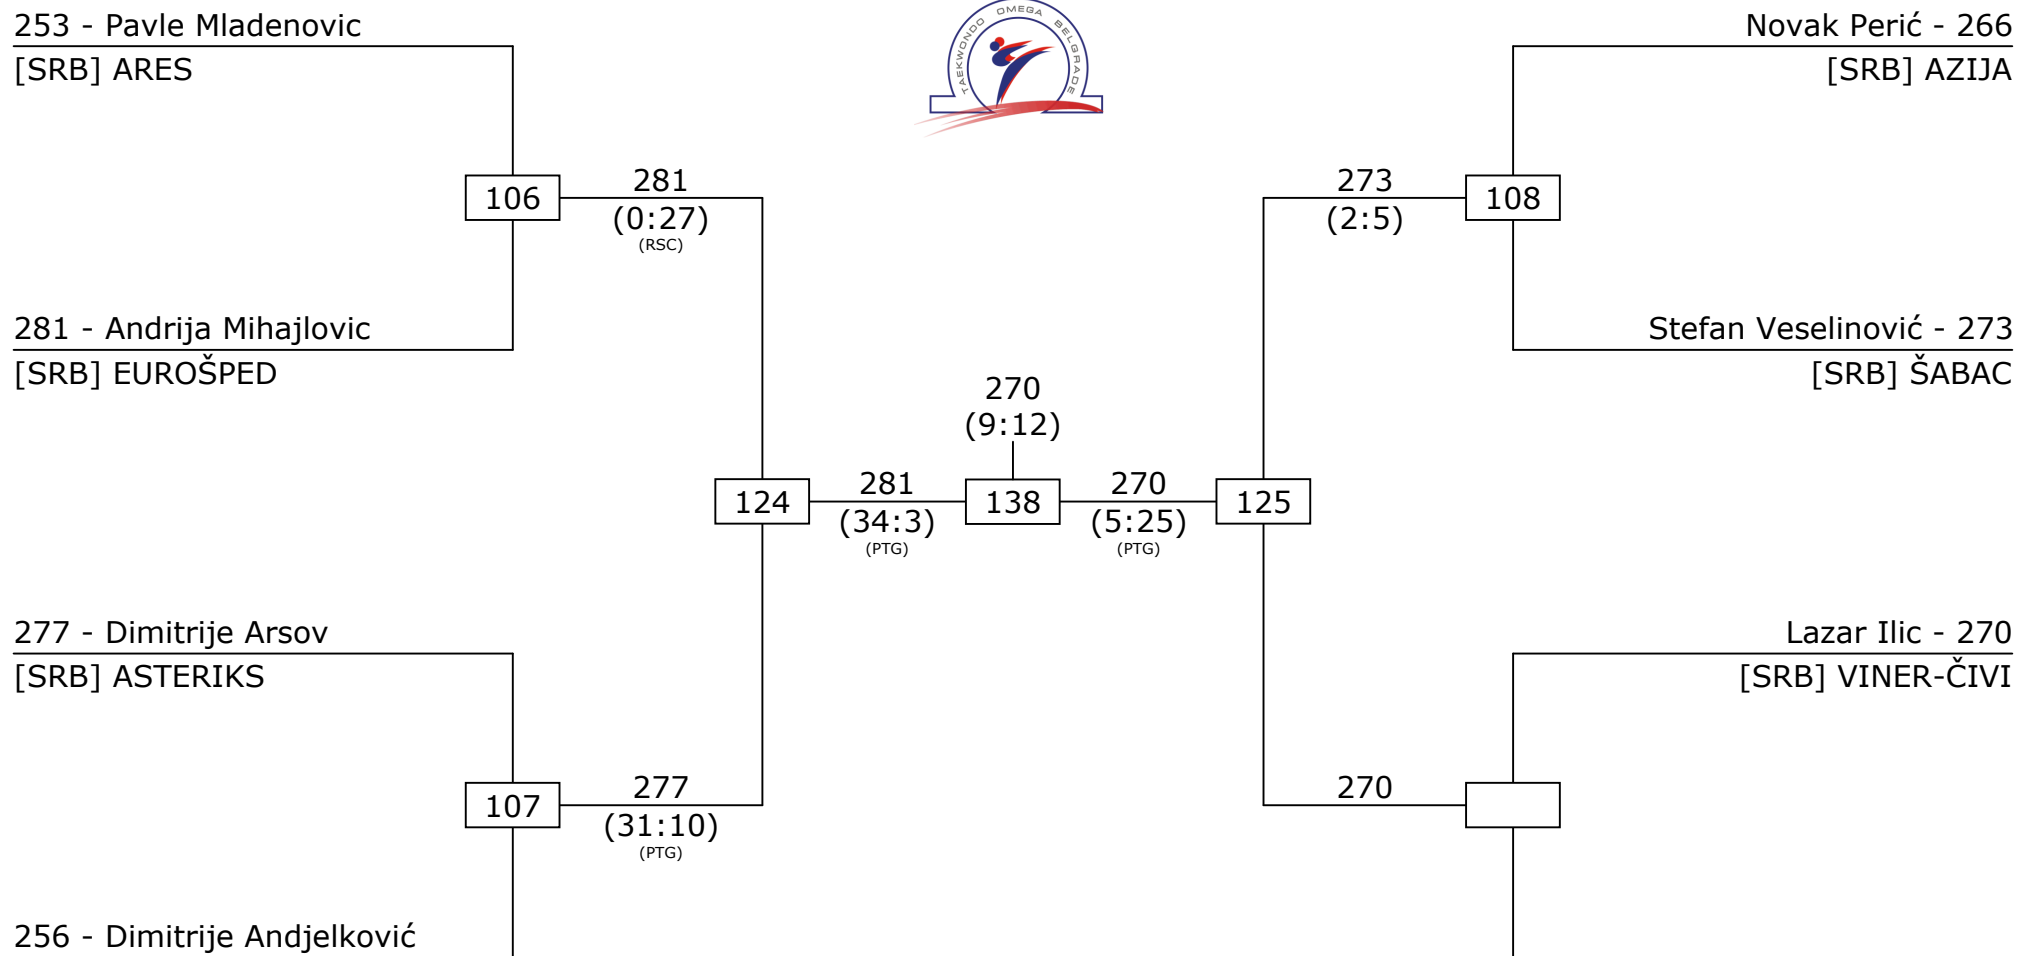 253 - Pavle Mladenovic
[SRB] ARES
TAEKWONDO OMEGA BELGRADE
Novak Perić - 266
[SRB] AZIJA
106
281
(0:27)
(RSC)
273
(2:5)
108
281 - Andrija Mihajlovic
[SRB] EUROŠPED
Stefan Veselinović - 273
[SRB] ŠABAC
270
(9:12)
124
281
(34:3)
(PTG)
138
270
(5:25)
(PTG)
125
277 - Dimitrije Arsov
[SRB] ASTERIKS
Lazar Ilic - 270
[SRB] VINER-ČIVI
107
277
(31:10)
(PTG)
270
256 - Dimitrije Andjelković